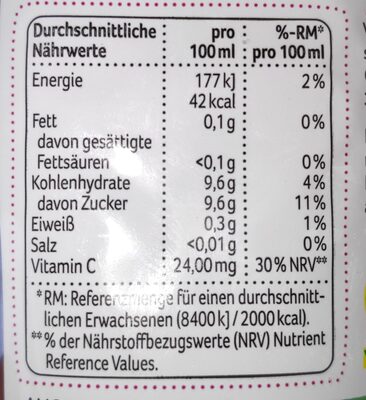 Durchschnittliche pro %-RM*
Nährwerte 100 ml pro 100 ml
Energie 177 kJ 2%
42 kcal
Fett 0,1 g 0%
davon gesättigte
Fettsäuren <0,1 g 0%
Kohlenhydrate 9,6 g 4%
davon Zucker 9,6 g 11%
Eiweiß 0,3 g 1%
Salz <0,01 g 0%
Vitamin C 24,00 mg 30% NRV**
*RM: Referenzmenge für einen durchschnitt-
lichen Erwachsenen (8400 kJ / 2000 kcal).
**% der Nährstoffbezugswerte (NRV) Nutrient
Reference Values.